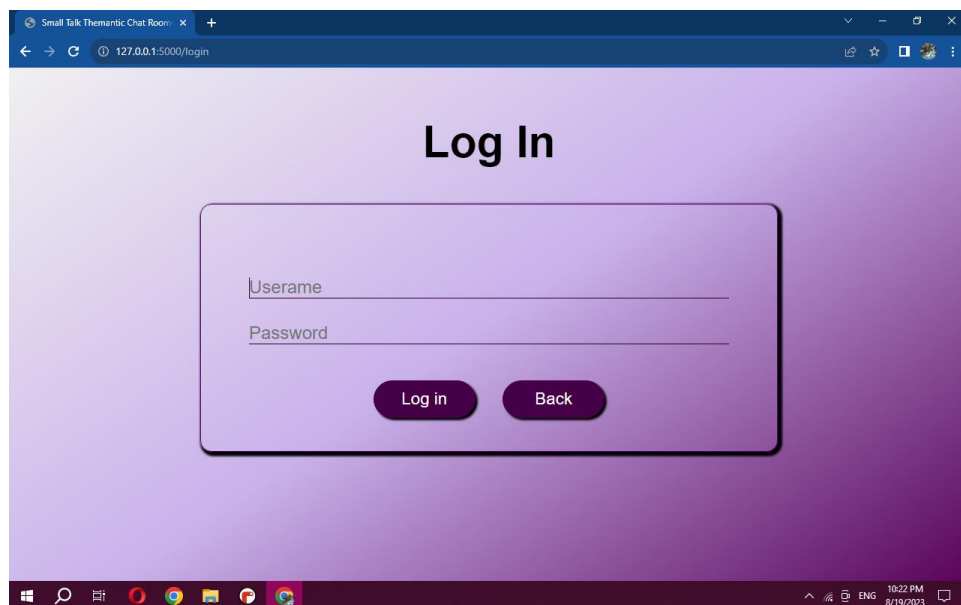 Small Talk Themantic Chat Room
127.0.0.1:5000/login
Log In
Userame
Password
Log in
Back
ENG
10:22 PM
8/19/2023